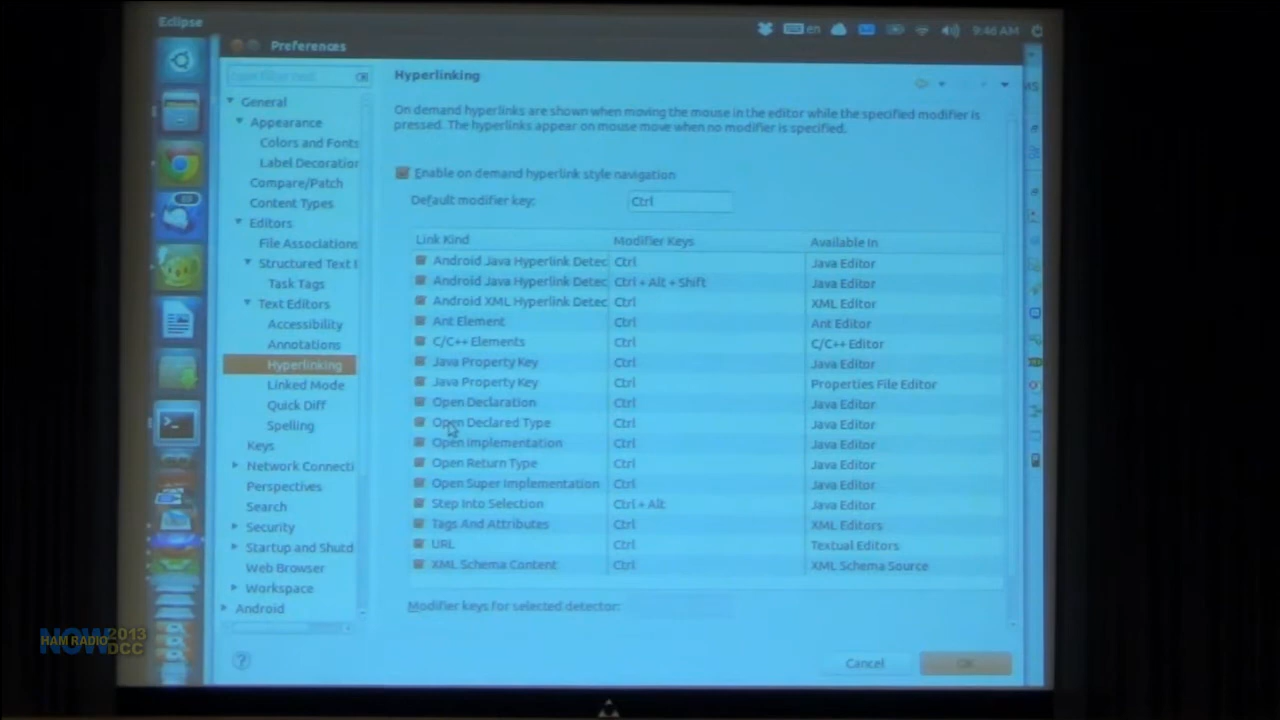 Eclipse
en
9:46 AM
Preferences
Hyperlinking
General
Appearance
Colors and Fonts
Label Decoration
Compare/Patch
Content Types
Editors
File Associations
Structured Text
Task Tags
Text Editors
Accessibility
Annotations
Hyperlinking
Linked Mode
Quick Diff
Spelling
Keys
Network Connecti
Perspectives
Search
Security
Startup and Shutd
Web Browser
Workspace
Android
On demand hyperlinks are shown when moving the mouse in the editor while the specified modifier is
pressed. The hyperlinks appear on mouse move when no modifier is specified.
Enable on demand hyperlink style navigation
Default modifier key: Ctrl
Link Kind Modifier Keys Available In
Android Java Hyperlink Detec Ctrl Java Editor
Android Java Hyperlink Detec Ctrl + Alt + Shift Java Editor
Android XML Hyperlink Detec Ctrl XML Editor
Ant Element Ctrl Ant Editor
C/C++ Elements Ctrl C/C++ Editor
Java Property Key Ctrl Java Editor
Java Property Key Ctrl Properties File Editor
Open Declaration Ctrl Java Editor
Open Declared Type Ctrl Java Editor
Open Implementation Ctrl Java Editor
Open Return Type Ctrl Java Editor
Open Super Implementation Ctrl Java Editor
Step Into Selection Ctrl + Alt Java Editor
Tags And Attributes Ctrl XML Editors
URL Ctrl Textual Editors
XML Schema Content Ctrl XML Schema Source
Modifier keys for selected detector:
?
Cancel OK
HAM RADIO NOW 2013 DCC